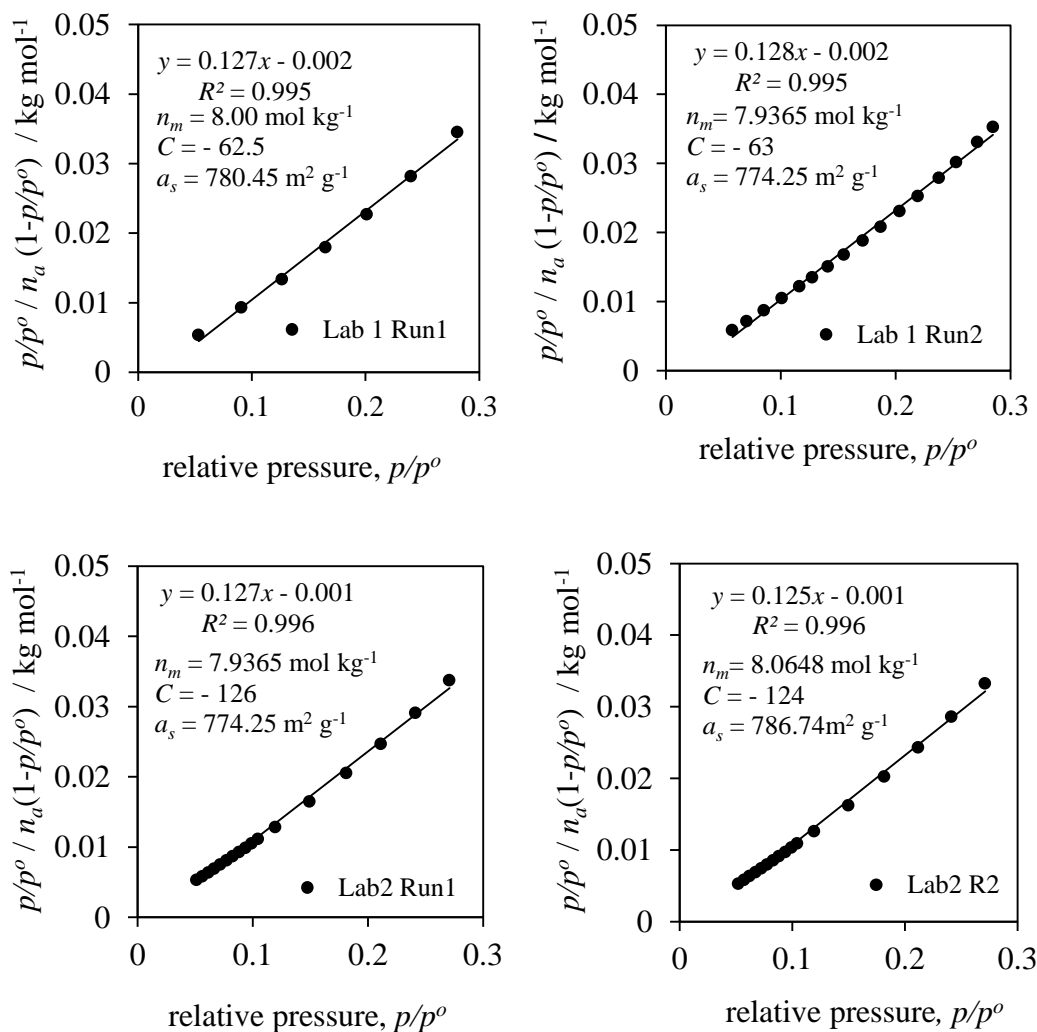 p/pº / nₐ (1-p/pº) / kg mol⁻¹
0.05
0.04
0.03
0.02
0.01
0
y = 0.127x - 0.002
R² = 0.995
nₘ = 8.00 mol kg⁻¹
C = - 62.5
aₛ = 780.45 m² g⁻¹
Lab 1 Run1
0
0.1
0.2
0.3
relative pressure, p/pº
p/pº / nₐ (1-p/pº) / kg mol⁻¹
0.05
0.04
0.03
0.02
0.01
0
y = 0.128x - 0.002
R² = 0.995
nₘ= 7.9365 mol kg⁻¹
C = - 63
aₛ = 774.25 m² g⁻¹
Lab 1 Run2
0
0.1
0.2
0.3
relative pressure, p/pº
p/pº / nₐ(1-p/pº) / kg mol⁻¹
0.05
0.04
0.03
0.02
0.01
0
y = 0.127x - 0.001
R² = 0.996
nₘ = 7.9365 mol kg⁻¹
C = - 126
aₛ = 774.25 m² g⁻¹
Lab2 Run1
0
0.1
0.2
0.3
relative pressure, p/pº
p/pº / nₐ(1-p/pº) / kg mol⁻¹
0.05
0.04
0.03
0.02
0.01
0
y = 0.125x - 0.001
R² = 0.996
nₘ= 8.0648 mol kg⁻¹
C = - 124
aₛ = 786.74m² g⁻¹
Lab2 R2
0
0.1
0.2
0.3
relative pressure, p/pº